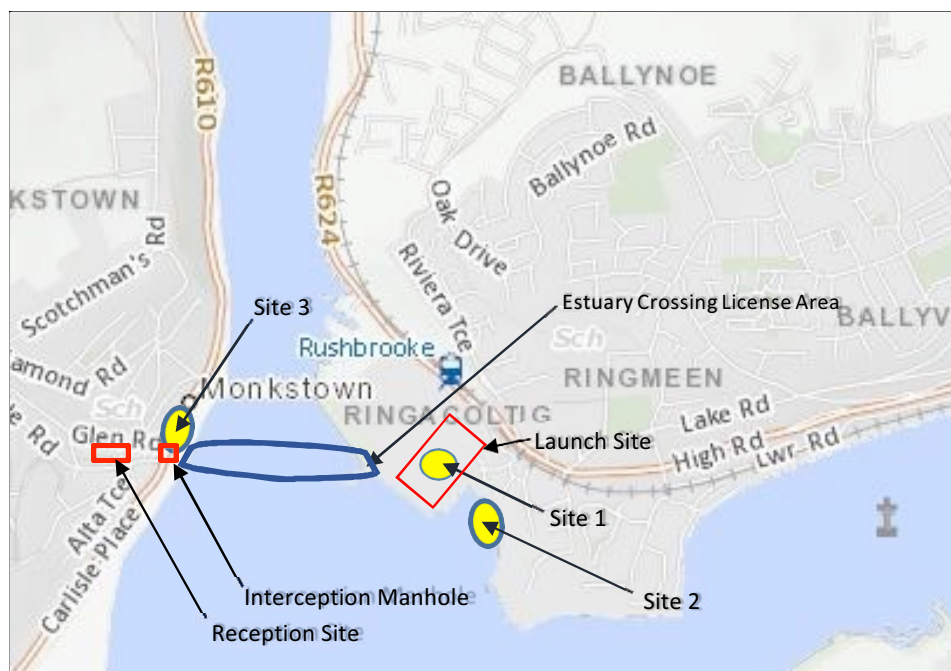 R610
BALLYNOE
Ballynoe Rd
R624
KSTOWN
Oak Drive
Scotchman's Rd
Riviera Tce
Site 3
Estuary Crossing License Area
BALLYV
Sch
Rushbrooke
amond Rd
Monkstown
RINGMEEN
Sch
RINGACOLTIG
Lake Rd
le Rd
Glen Rd
Launch Site
High Rd
Lwr Rd
Site 1
Alta Tce
Carlisle Place
Interception Manhole
Site 2
Reception Site